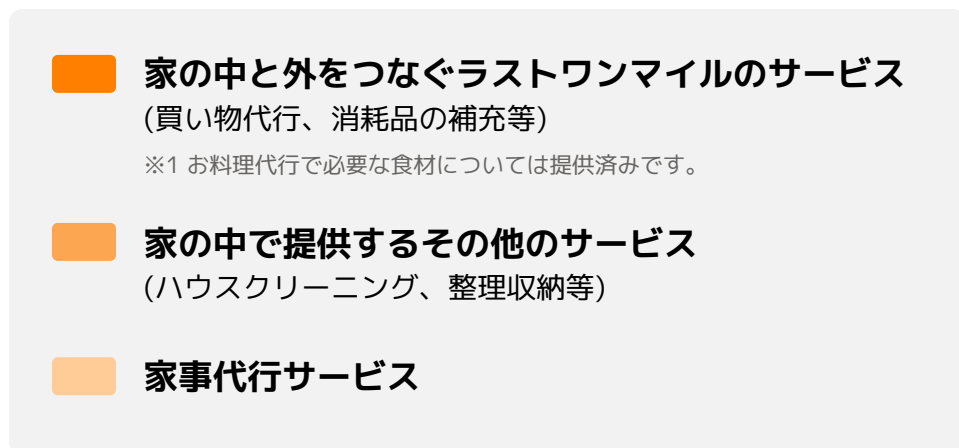 家の中と外をつなぐラストワンマイルのサービス
(買い物代行、消耗品の補充等)
※1 お料理代行で必要な食材については提供済みです。
家の中で提供するその他のサービス
(ハウスクリーニング、整理収納等)
家事代行サービス